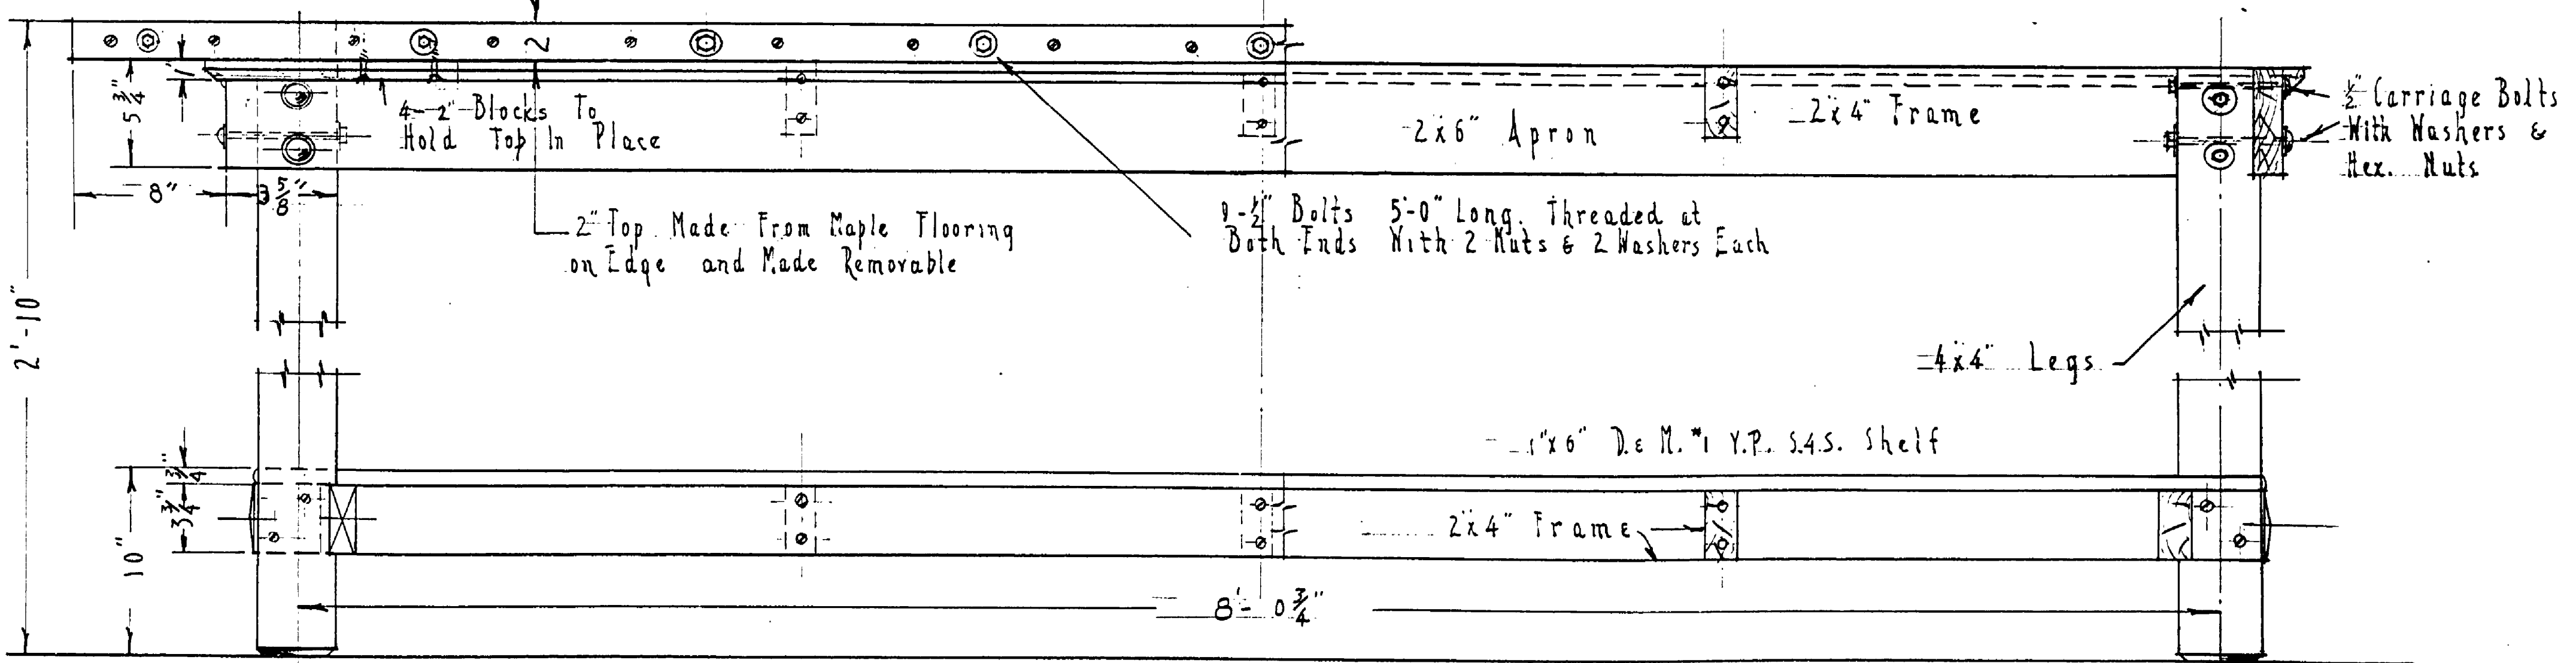 2
1"
5 3/4"
4-2" Blocks To
Hold Top In Place
8"
3 5/8"
2" Top Made From Maple Flooring
on Edge and Made Removable
2x6" Apron
2x4" Frame
1/2" Carriage Bolts
With Washers &
Hex. Nuts
9-1/2" Bolts 5'-0" Long. Threaded at
Both Ends With 2 Nuts & 2 Washers Each
2'-10"
4x4" Legs
1"x6" D.& M. #1 Y.P. S.4.S. Shelf
3/4"
3 3/4"
10"
2x4" Frame
8'-0 3/4"